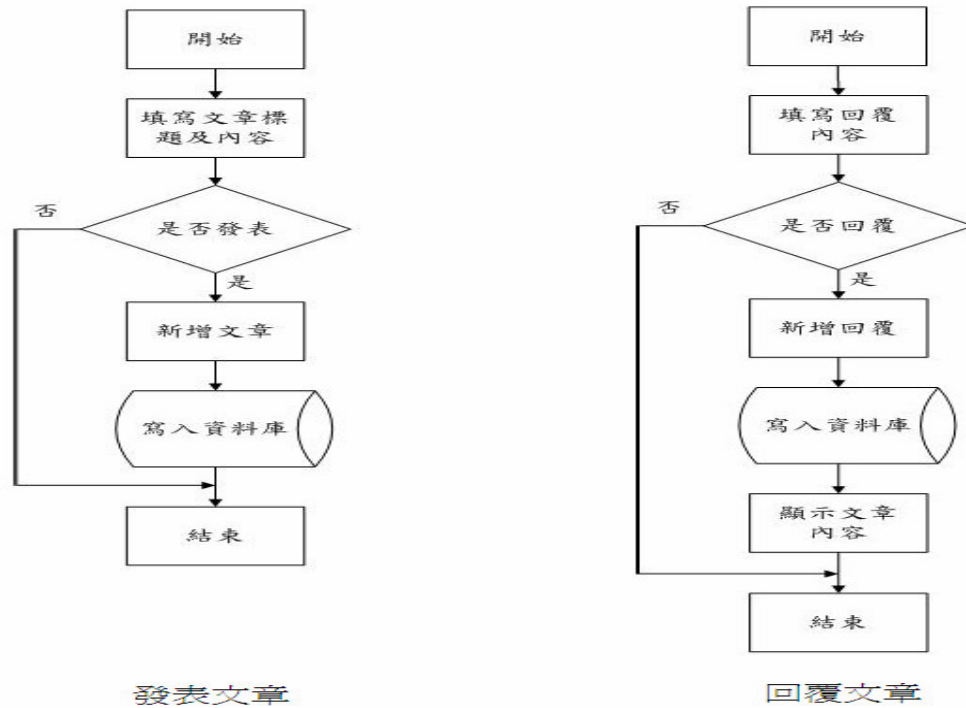 開始
填寫文章標
題及內容
否
是否發表
是
新增文章
寫入資料庫
結束
發表文章
開始
填寫回覆
內容
否
是否回覆
是
新增回覆
寫入資料庫
顯示文章
內容
結束
回覆文章